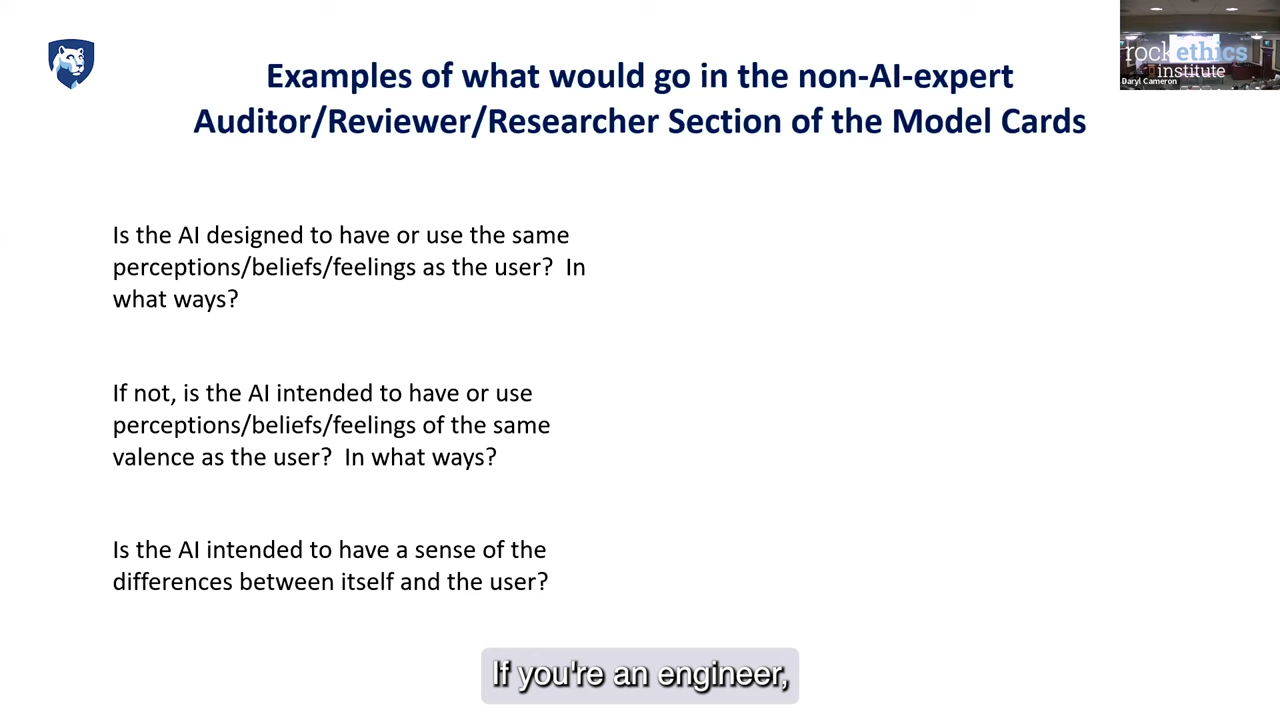 Examples of what would go in the non-AI-expert
Auditor/Reviewer/Researcher Section of the Model Cards
rockethics
institute
Daryl Cameron
Is the AI designed to have or use the same
perceptions/beliefs/feelings as the user?  In
what ways?
If not, is the AI intended to have or use
perceptions/beliefs/feelings of the same
valence as the user?  In what ways?
Is the AI intended to have a sense of the
differences between itself and the user?
If you're an engineer,